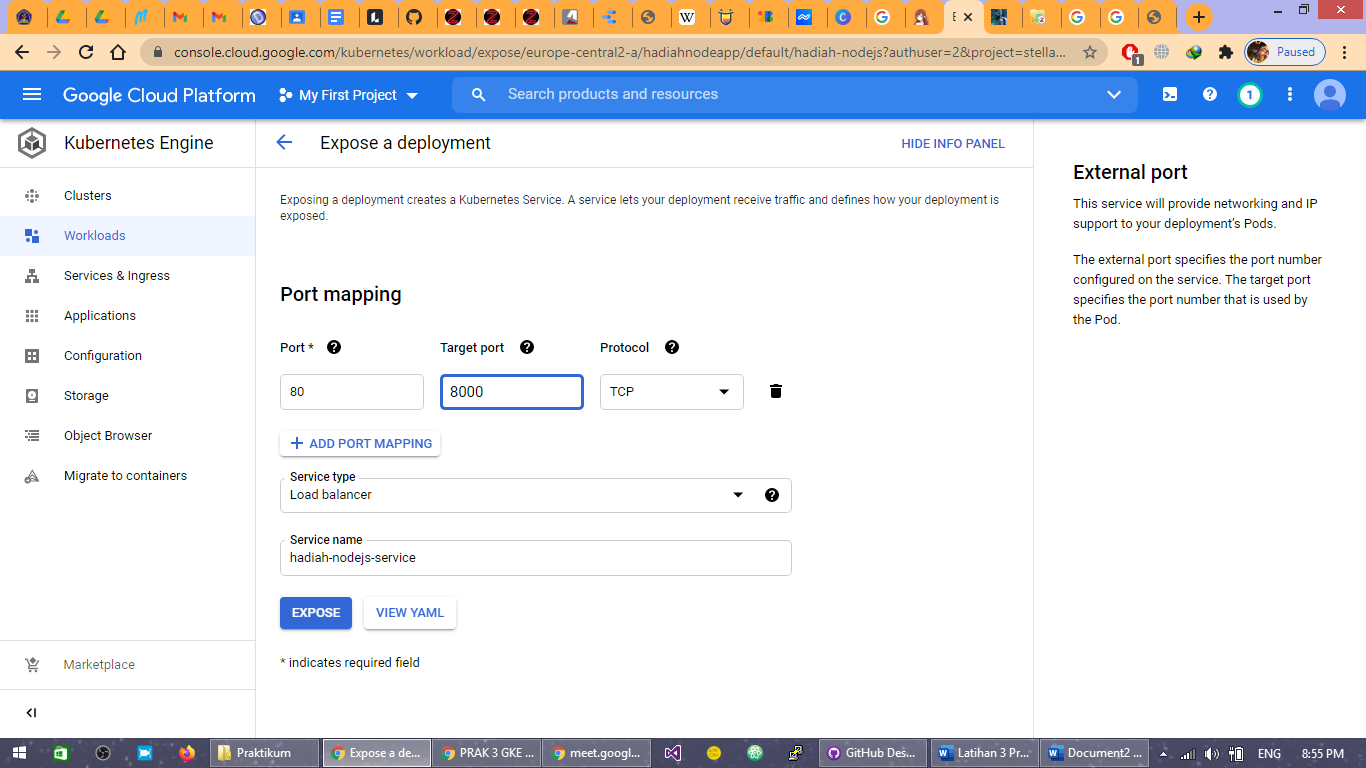 E
console.cloud.google.com/kubernetes/workload/expose/europe-central2-a/hadiahnodeapp/default/hadiah-nodejs?authuser=2&project=stella...
1
Paused
Google Cloud Platform
My First Project
Search products and resources
1
Kubernetes Engine
Clusters
Workloads
Services & Ingress
Applications
Configuration
Storage
Object Browser
Migrate to containers
Marketplace
Expose a deployment
HIDE INFO PANEL
Exposing a deployment creates a Kubernetes Service. A service lets your deployment receive traffic and defines how your deployment is
exposed.
Port mapping
Port * Target port Protocol
80 8000 TCP
ADD PORT MAPPING
Service type
Load balancer
Service name
hadiah-nodejs-service
EXPOSE VIEW YAML
* indicates required field
External port
This service will provide networking and IP
support to your deployment's Pods.
The external port specifies the port number
configured on the service. The target port
specifies the port number that is used by
the Pod.
Praktikum Expose a de... PRAK 3 GKE ... meet.googl... GitHub Des... Latihan 3 Pr... Document2 ... ENG 8:55 PM